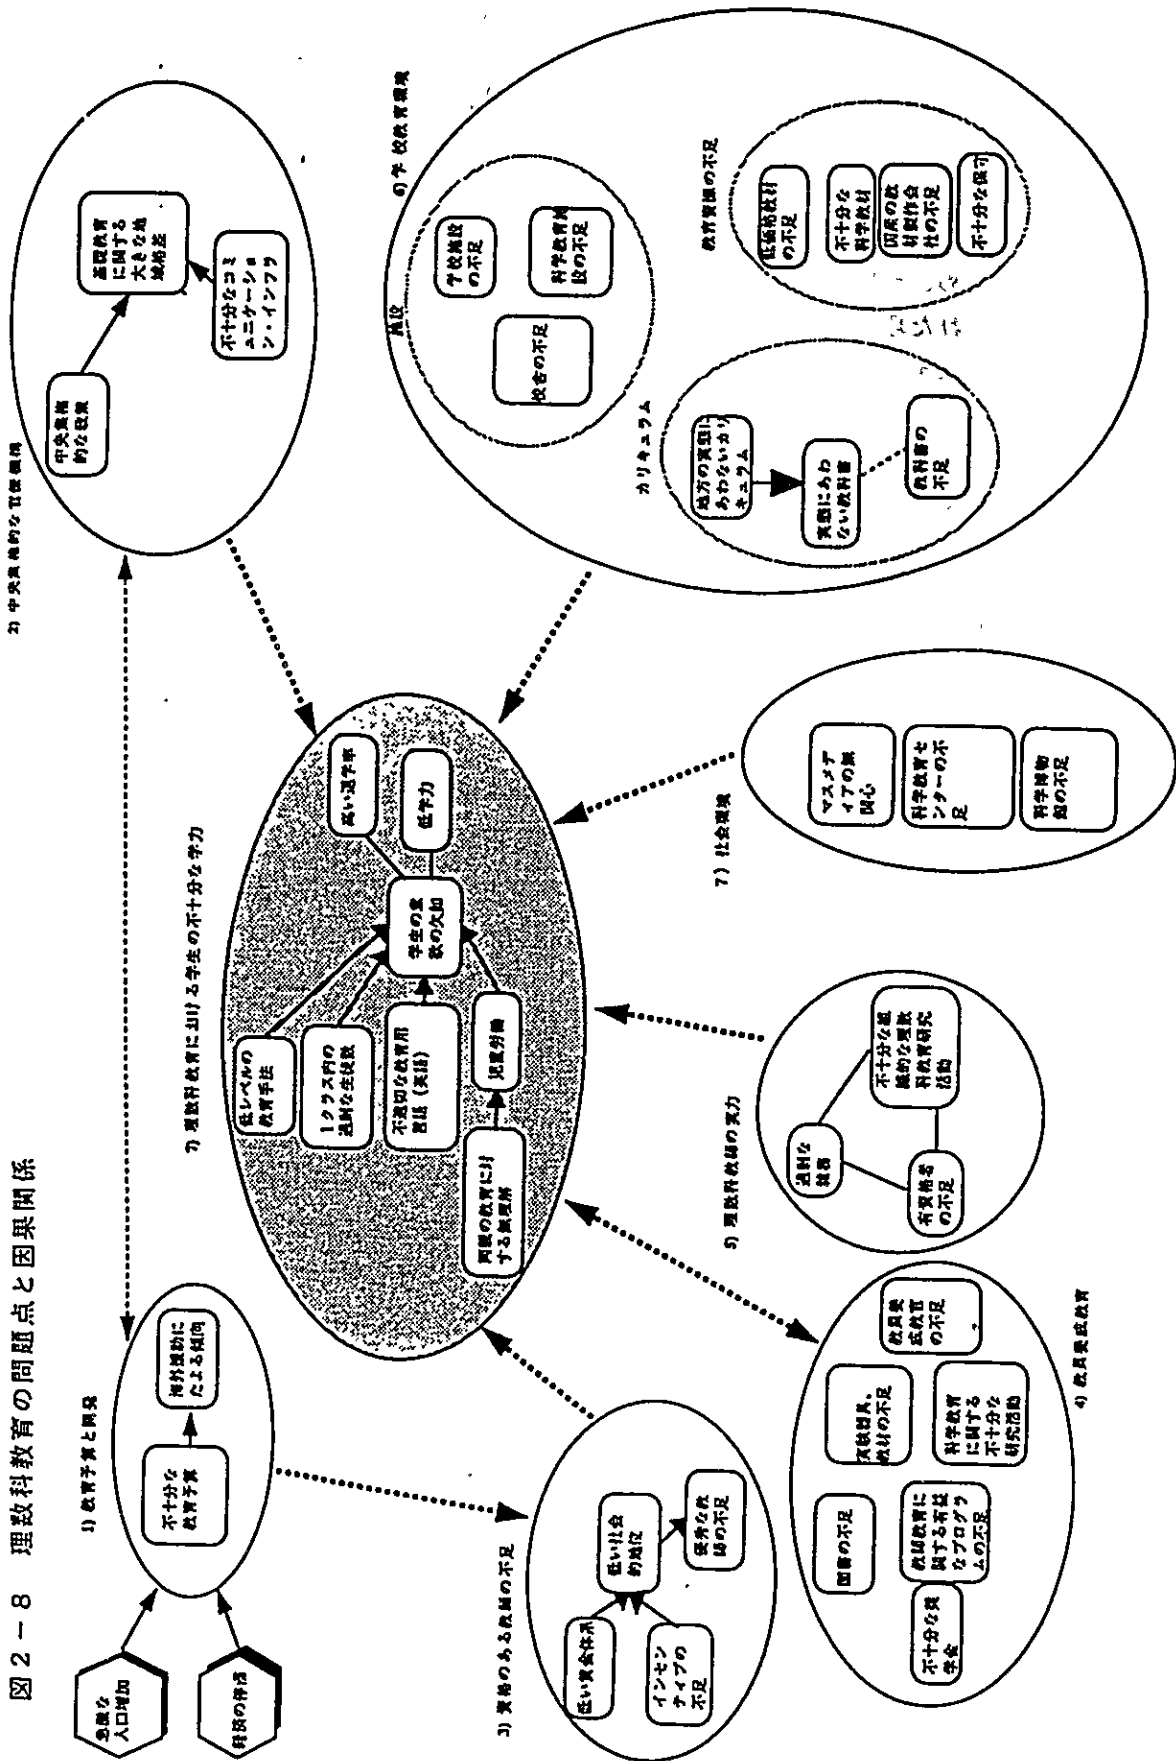 図２－８ 理数科教育の問題点と因果関係
急激な
人口増加
経済の停滞
1) 教育予算と開発
不十分な
教育予算
海外援助に
たよる傾向
2) 中央集権的な官僚機構
中央集権
的な政策
基礎教育
に関する
大きな地
域格差
不十分なコミ
ュニケーショ
ン・インフラ
7) 理数科教育における学生の不十分な学力
低レベルの
教育手法
1クラス内の
過剰な生徒数
不適切な教育用
言語（英語）
両親の教育に対
する無理解
児童労働
学生の意
欲の欠如
高い退学率
低学力
3) 資格のある教師の不足
低い賃金体系
インセン
ティブの
不足
低い社会
的地位
優秀な教
師の不足
4) 教員養成教育
図書の不足
実験器具、
教材の不足
教員養
成教官
の不足
不十分な奨
学金
教師教育に
関する有益
なプログラ
ムの不足
科学教育
に関する
不十分な
研究活動
5) 理数科教師の実力
過剰な
就務
有資格者
の不足
不十分な組
織的な理数
科教育研究
活動
7) 社会環境
マスメデ
ィアの無
関心
科学教育セ
ンターの不
足
科学博物
館の不足
6) 学校教育環境
施設
校舎の不足
学校施設
の不足
科学教育施
設の不足
カリキュラム
地方の実態に
あわないカリ
キュラム
実態にあわ
ない教科書
教科書の
不足
教育資源の不足
低価格教材
の不足
不十分な
科学教材
国産の教
材製作会
社の不足
不十分な保守